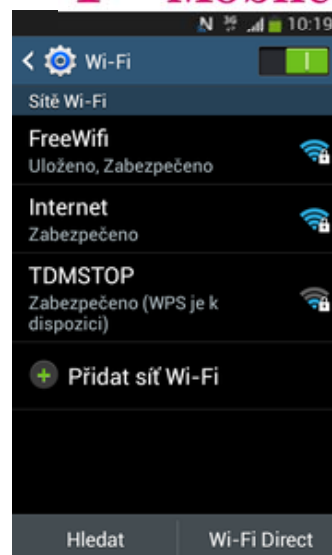 10:19
Wi-Fi
Sítě Wi-Fi
FreeWifi
Uloženo, Zabezpečeno
Internet
Zabezpečeno
TDMSTOP
Zabezpečeno (WPS je k
dispozici)
Přidat síť Wi-Fi
Hledat Wi-Fi Direct